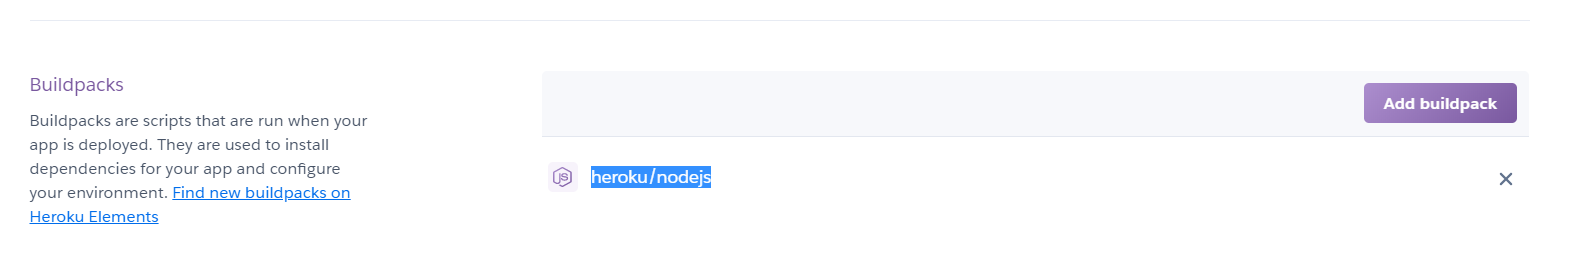 Buildpacks
Buildpacks are scripts that are run when your
app is deployed. They are used to install
dependencies for your app and configure
your environment. Find new buildpacks on
Heroku Elements
Add buildpack
heroku/nodejs